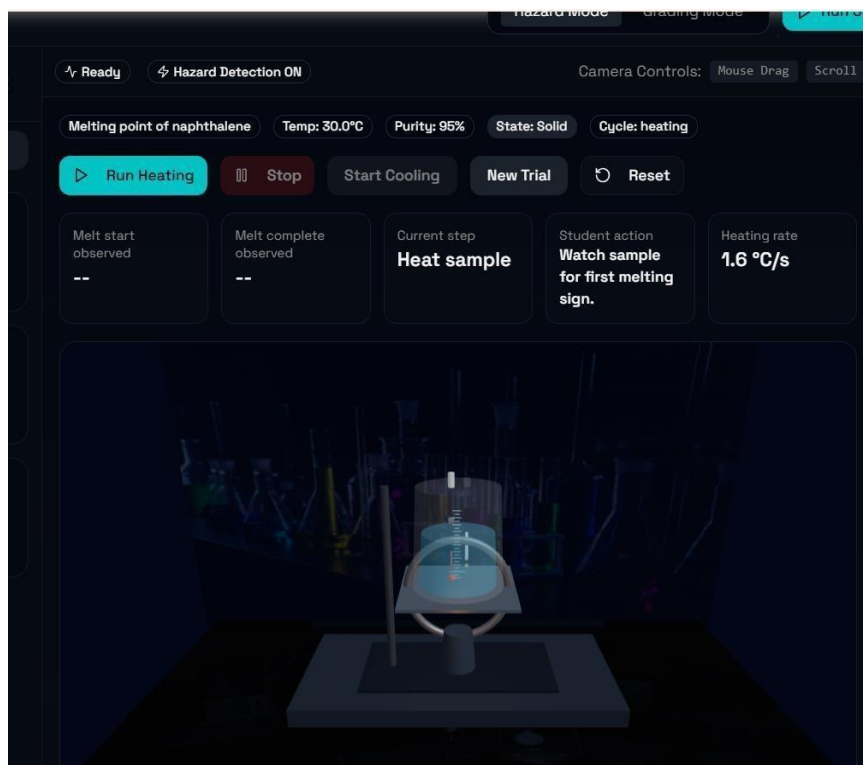 Hazard Mode Grading Mode
Ready Hazard Detection ON Camera Controls: Mouse Drag Scroll
Melting point of naphthalene Temp: 30.0°C Purity: 95% State: Solid Cycle: heating
Run Heating Stop Start Cooling New Trial Reset
Melt start observed
--
Melt complete observed
--
Current step
Heat sample
Student action
Watch sample
for first melting
sign.
Heating rate
1.6 °C/s